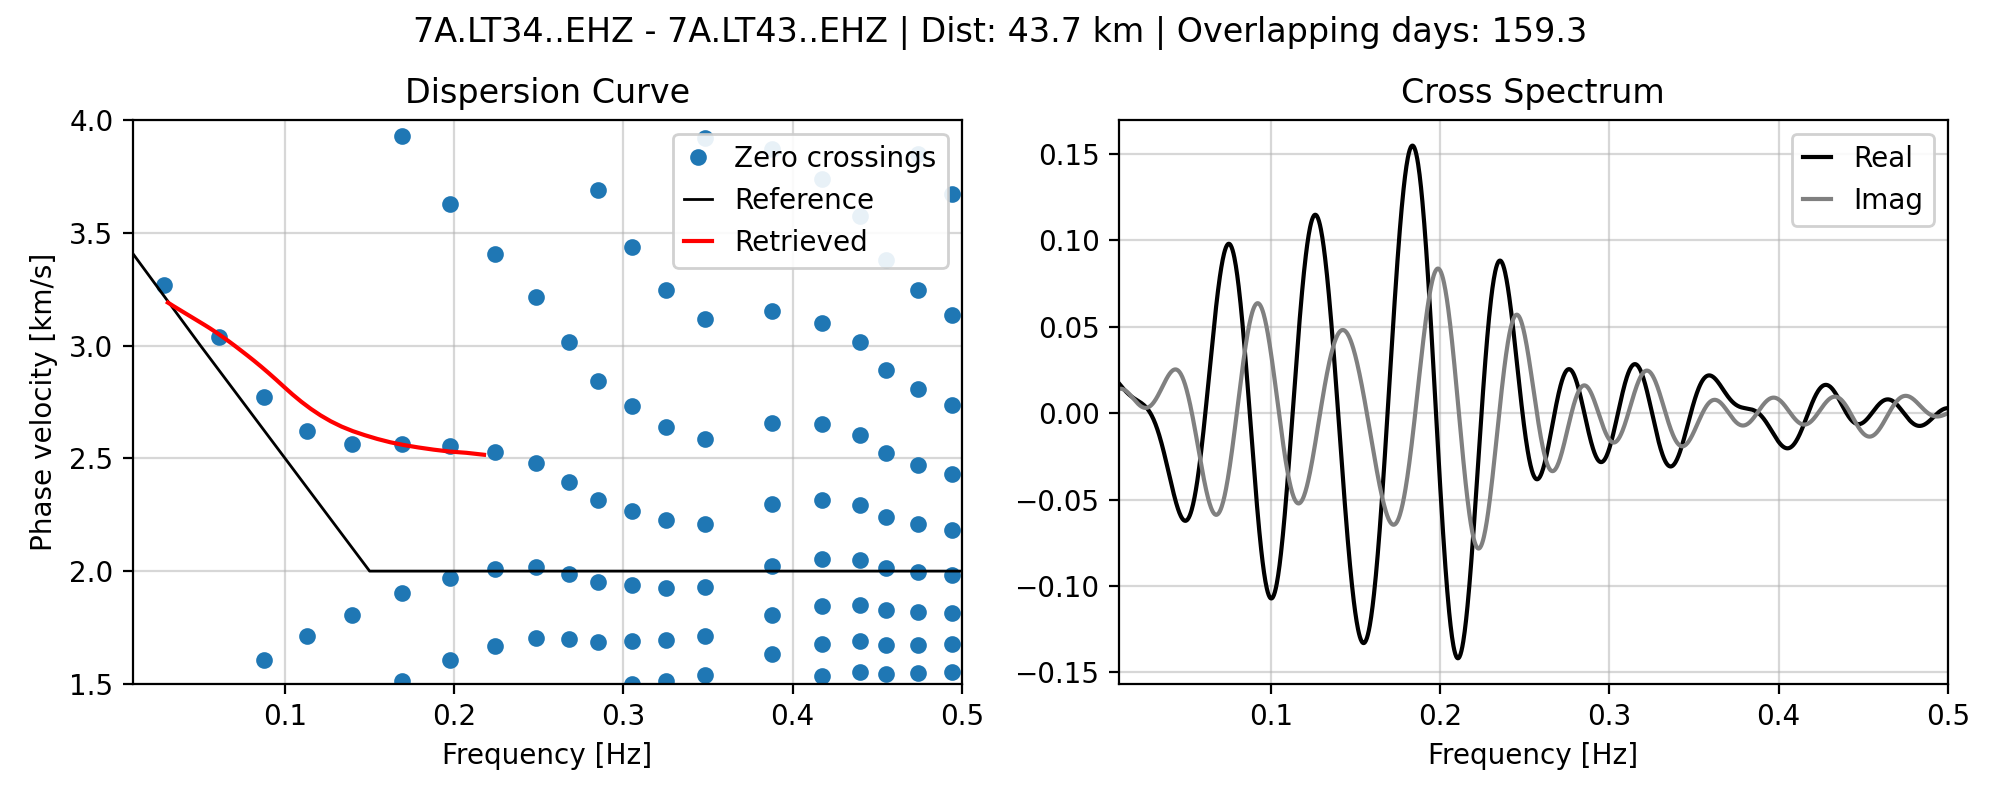 7A.LT34..EHZ - 7A.LT43..EHZ | Dist: 43.7 km | Overlapping days: 159.3
Dispersion Curve
4.0
3.5
3.0
2.5
2.0
1.5
0.1
0.2
0.3
0.4
0.5
Phase velocity [km/s]
Frequency [Hz]
Zero crossings
Reference
Retrieved
Cross Spectrum
0.15
0.10
0.05
0.00
−0.05
−0.10
−0.15
0.1
0.2
0.3
0.4
0.5
Frequency [Hz]
Real
Imag